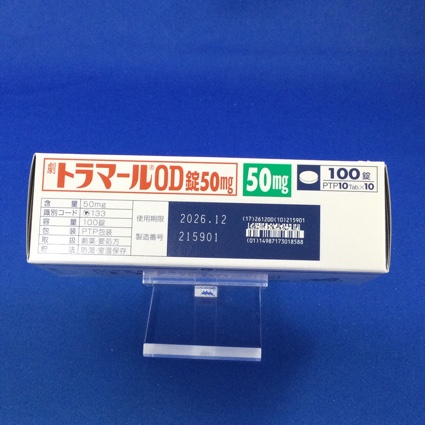 劇 トラマール®OD錠50mg 50mg 100錠
PTP10Tab×10
含量 50mg
識別コード 133
容量 100錠
包装 PTP包装
取扱 劇薬・要処方
貯法 防湿・室温保存
使用期限 2026.12
製造番号 215901
(17)261200(10)215901
(01)14987173018588